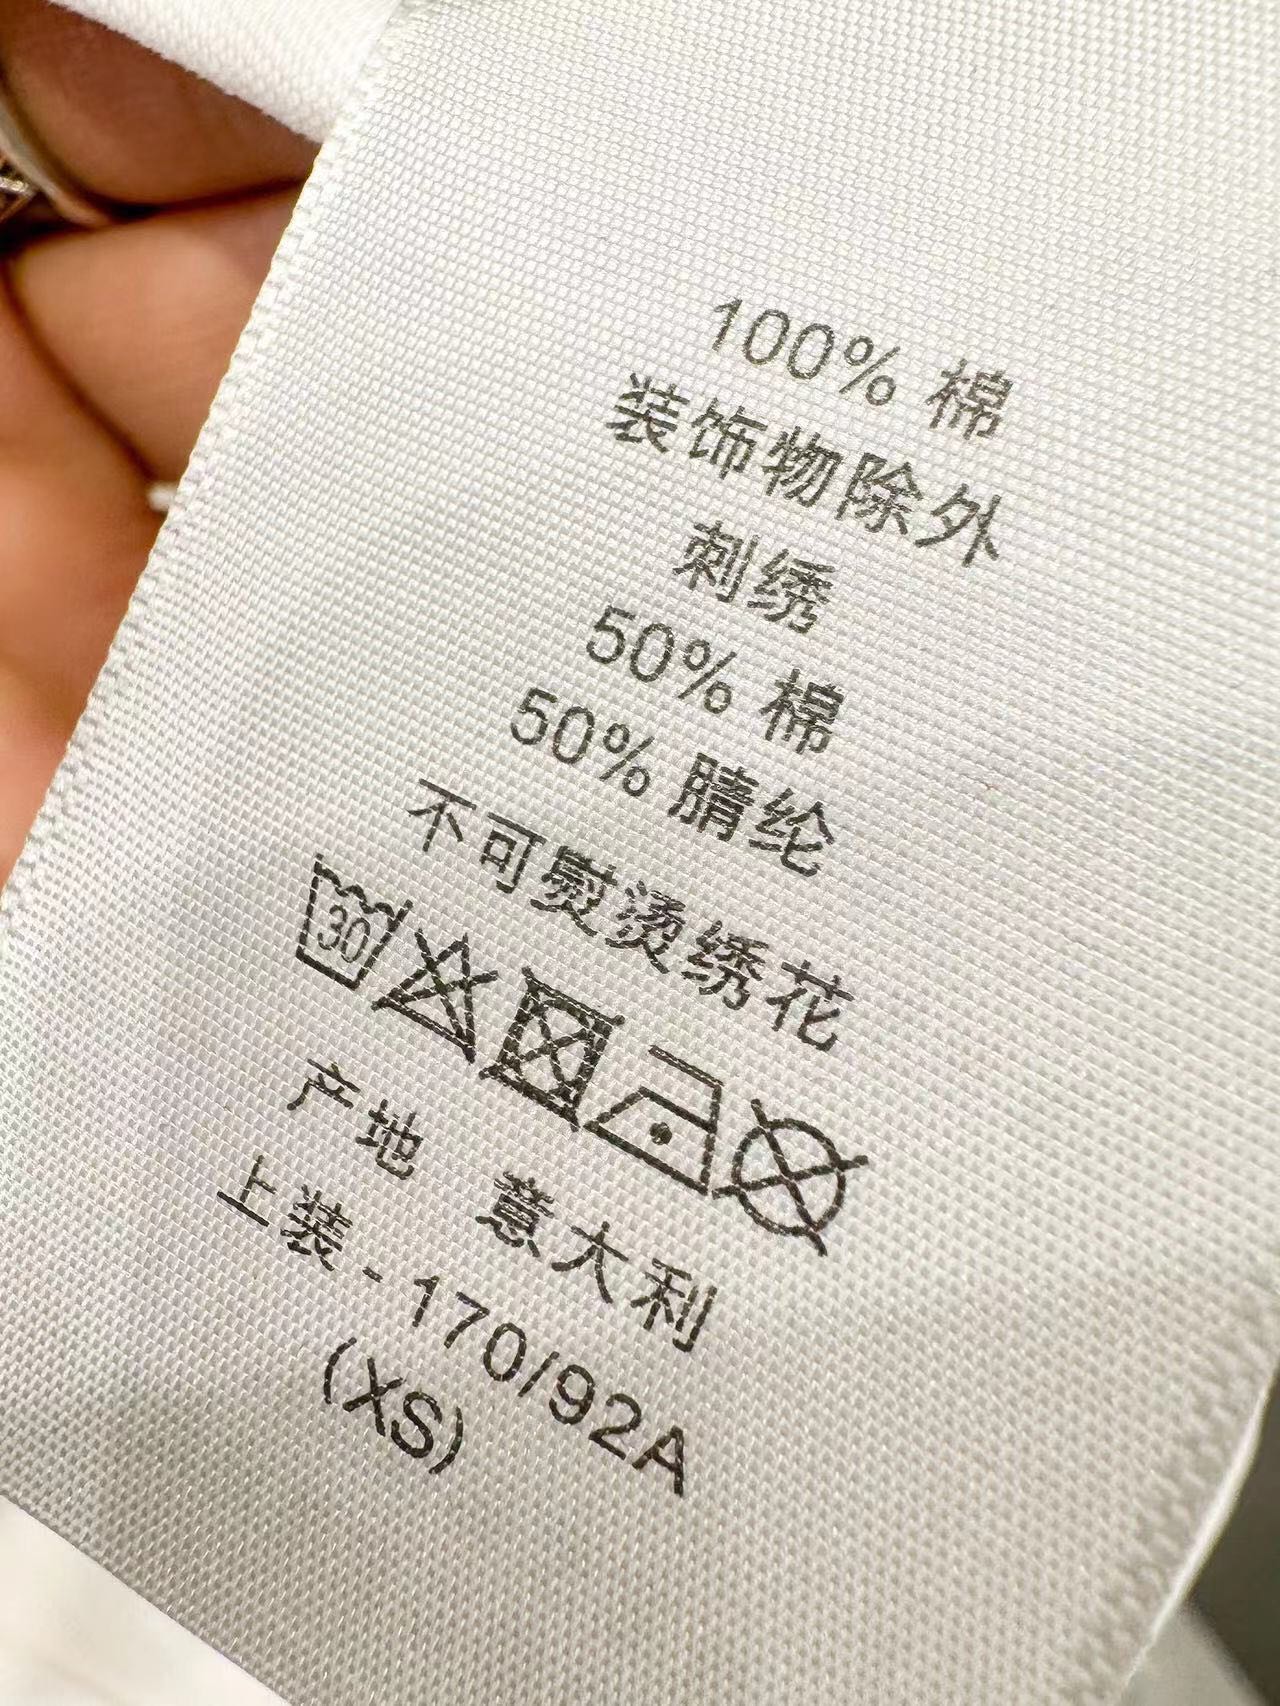 100% 棉
装饰物除外
刺绣
50% 棉
50% 腈纶
不可熨烫绣花
30
产地 意大利
上装 - 170/92A
(XS)